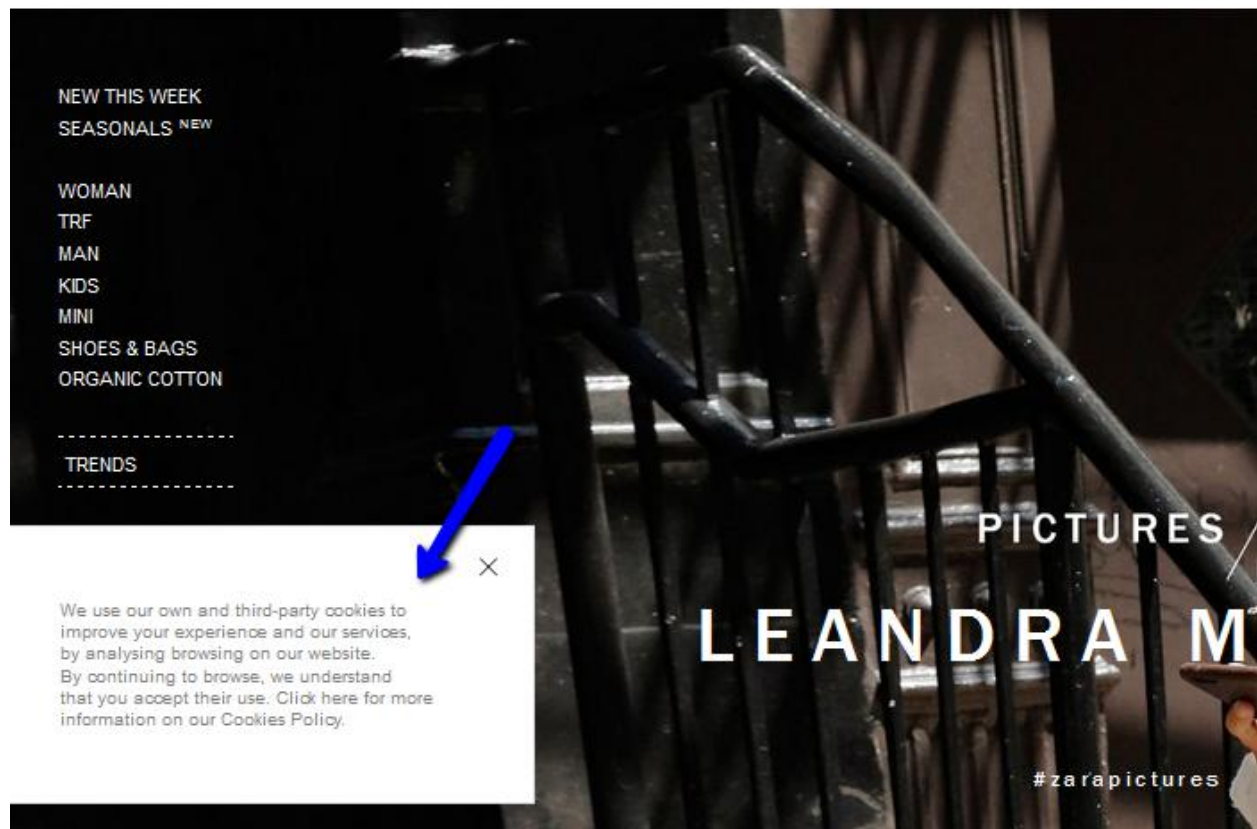 NEW THIS WEEK
SEASONALS NEW
WOMAN
TRF
MAN
KIDS
MINI
SHOES & BAGS
ORGANIC COTTON
TRENDS
We use our own and third-party cookies to
improve your experience and our services,
by analysing browsing on our website.
By continuing to browse, we understand
that you accept their use. Click here for more
information on our Cookies Policy.
PICTURES
LEANDRA M
#zarapictures